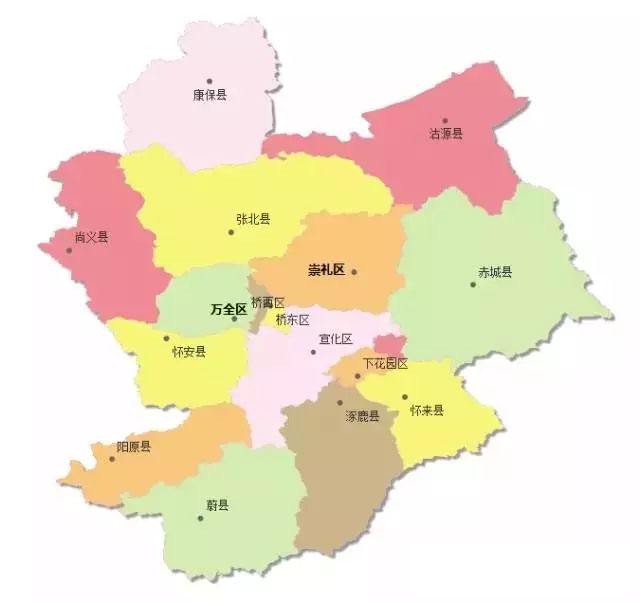 康保县
沽源县
张北县
尚义县
崇礼区
赤城县
万全区
桥西区
桥东区
宣化区
怀安县
下花园区
怀来县
涿鹿县
阳原县
蔚县